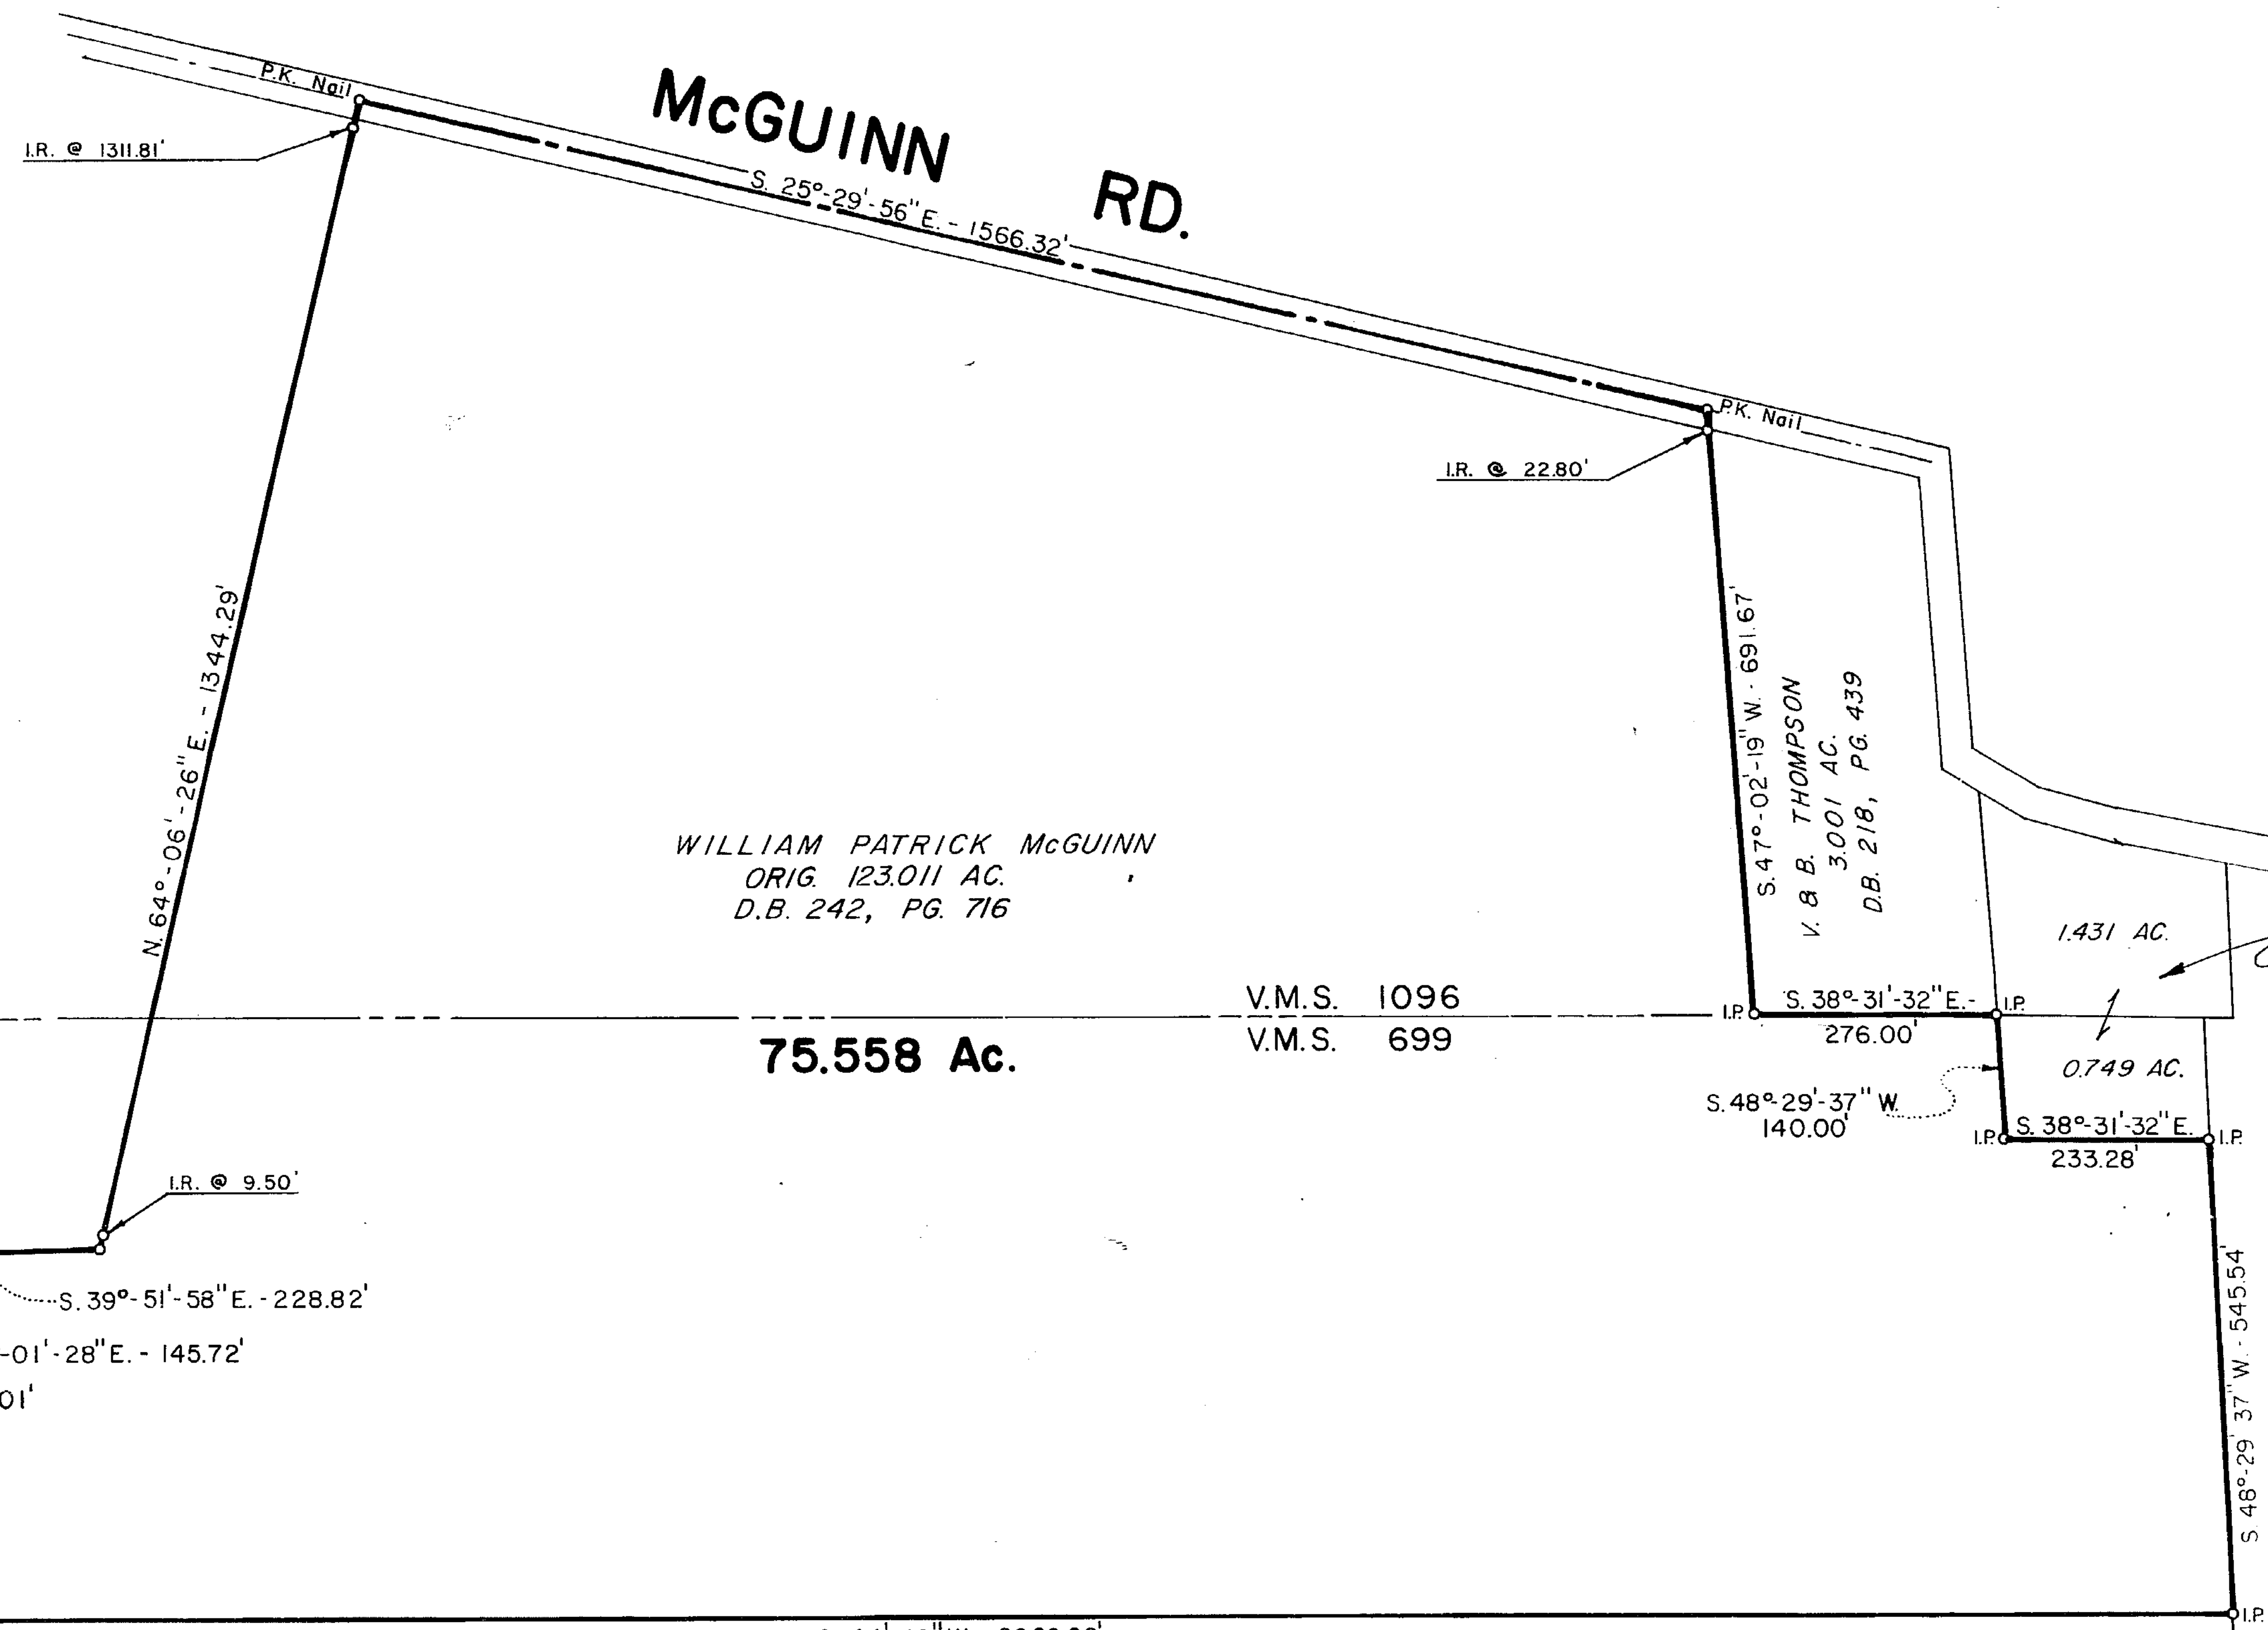 P.K. Nail
I.R. @ 1311.81'
McGUINN RD.
S. 25°-29'-56" E. - 1566.32'
P.K. Nail
I.R. @ 22.80'
N. 64°-06'-26" E. - 1344.29'
S. 47°-02'-19" W. - 691.67'
V. & B. THOMPSON
3.001 AC.
D.B. 218, PG. 439
WILLIAM PATRICK McGUINN
ORIG. 123.011 AC.
D.B. 242, PG. 716
1.431 AC.
V.M.S. 1096
V.M.S. 699
75.558 Ac.
I.P.
S. 38°-31'-32" E. -
276.00'
I.P.
0.749 AC.
S. 48°-29'-37" W.
140.00'
I.P.
S. 38°-31'-32" E.
233.28'
I.P.
I.R. @ 9.50'
S. 39°-51'-58" E. - 228.82'
-01'-28" E. - 145.72'
01'
S. 48°-29' 37" W. - 545.54'
I.P.